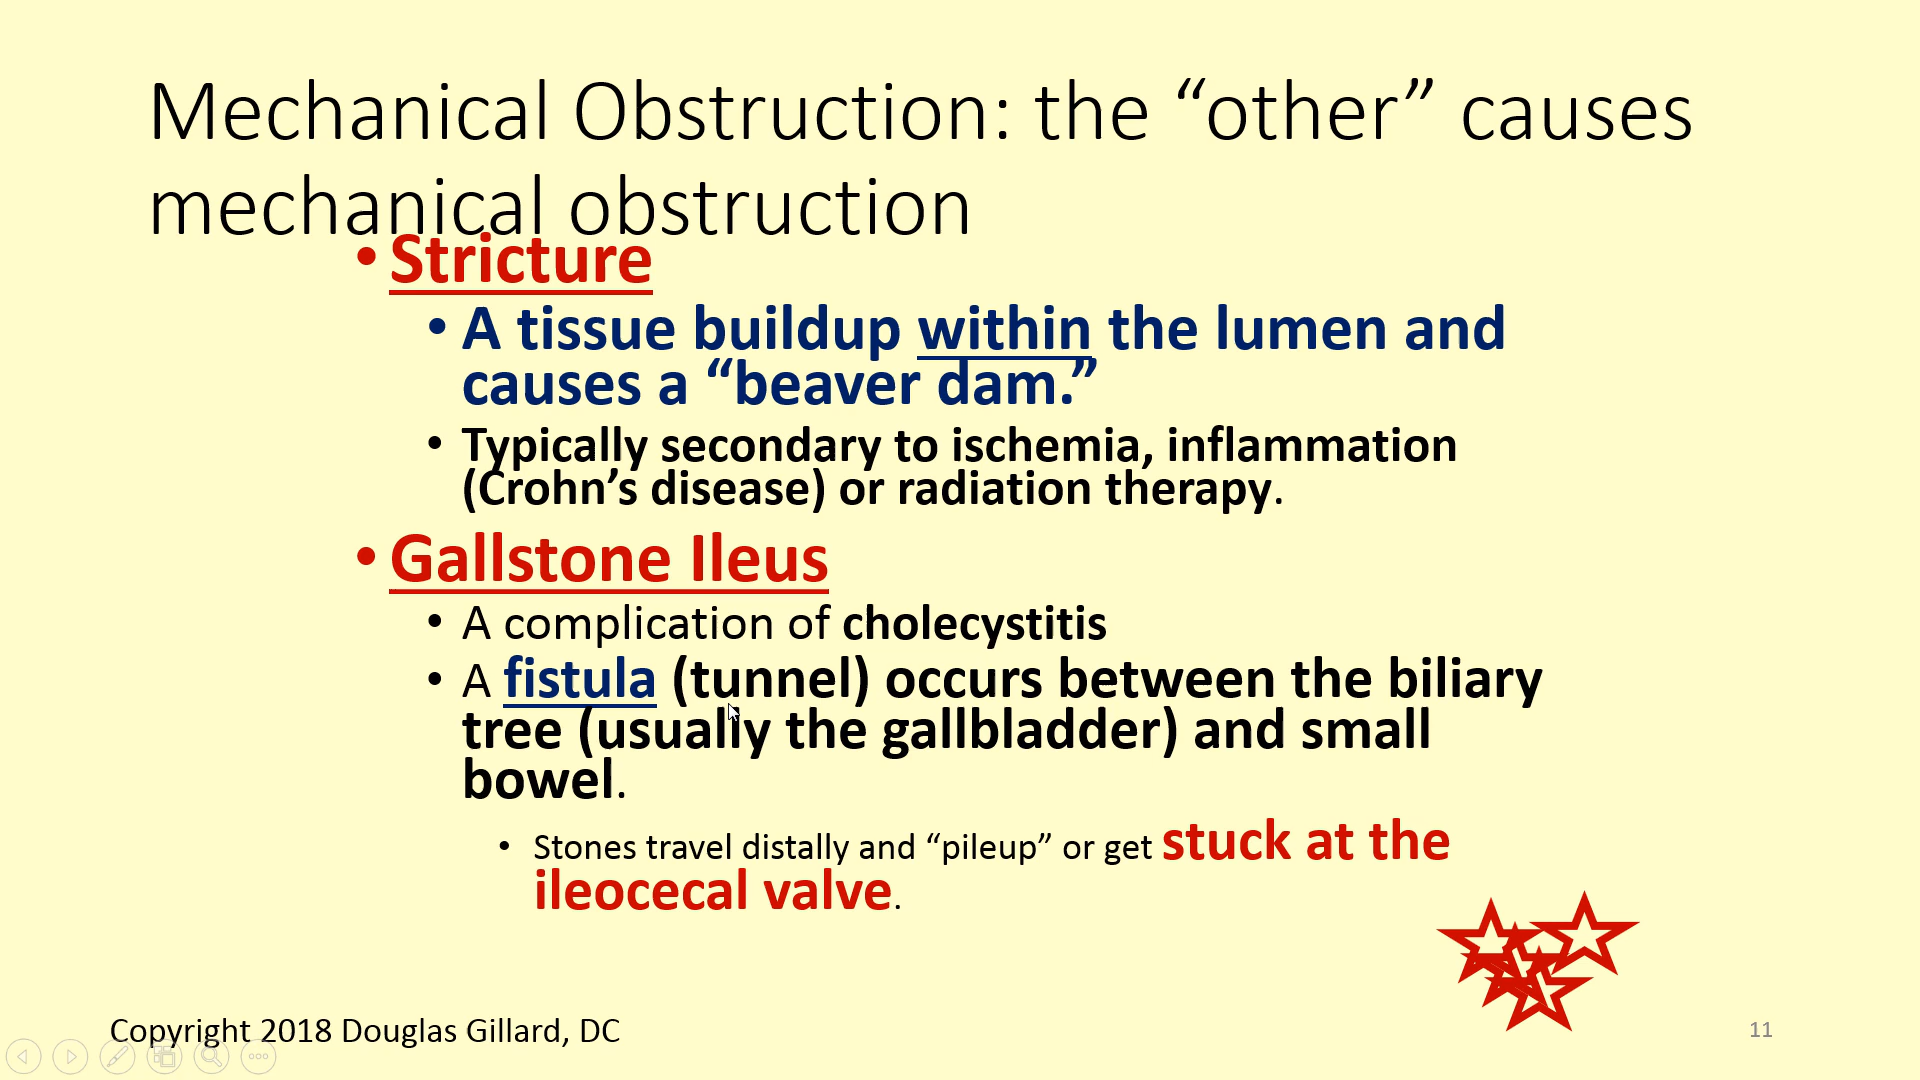 Mechanical Obstruction: the “other” causes
mechanical obstruction
• Stricture
• A tissue buildup within the lumen and
causes a “beaver dam.”
• Typically secondary to ischemia, inflammation
(Crohn’s disease) or radiation therapy.
• Gallstone Ileus
• A complication of cholecystitis
• A fistula (tunnel) occurs between the biliary
tree (usually the gallbladder) and small
bowel.
• Stones travel distally and “pileup” or get stuck at the
ileocecal valve.
Copyright 2018 Douglas Gillard, DC
11